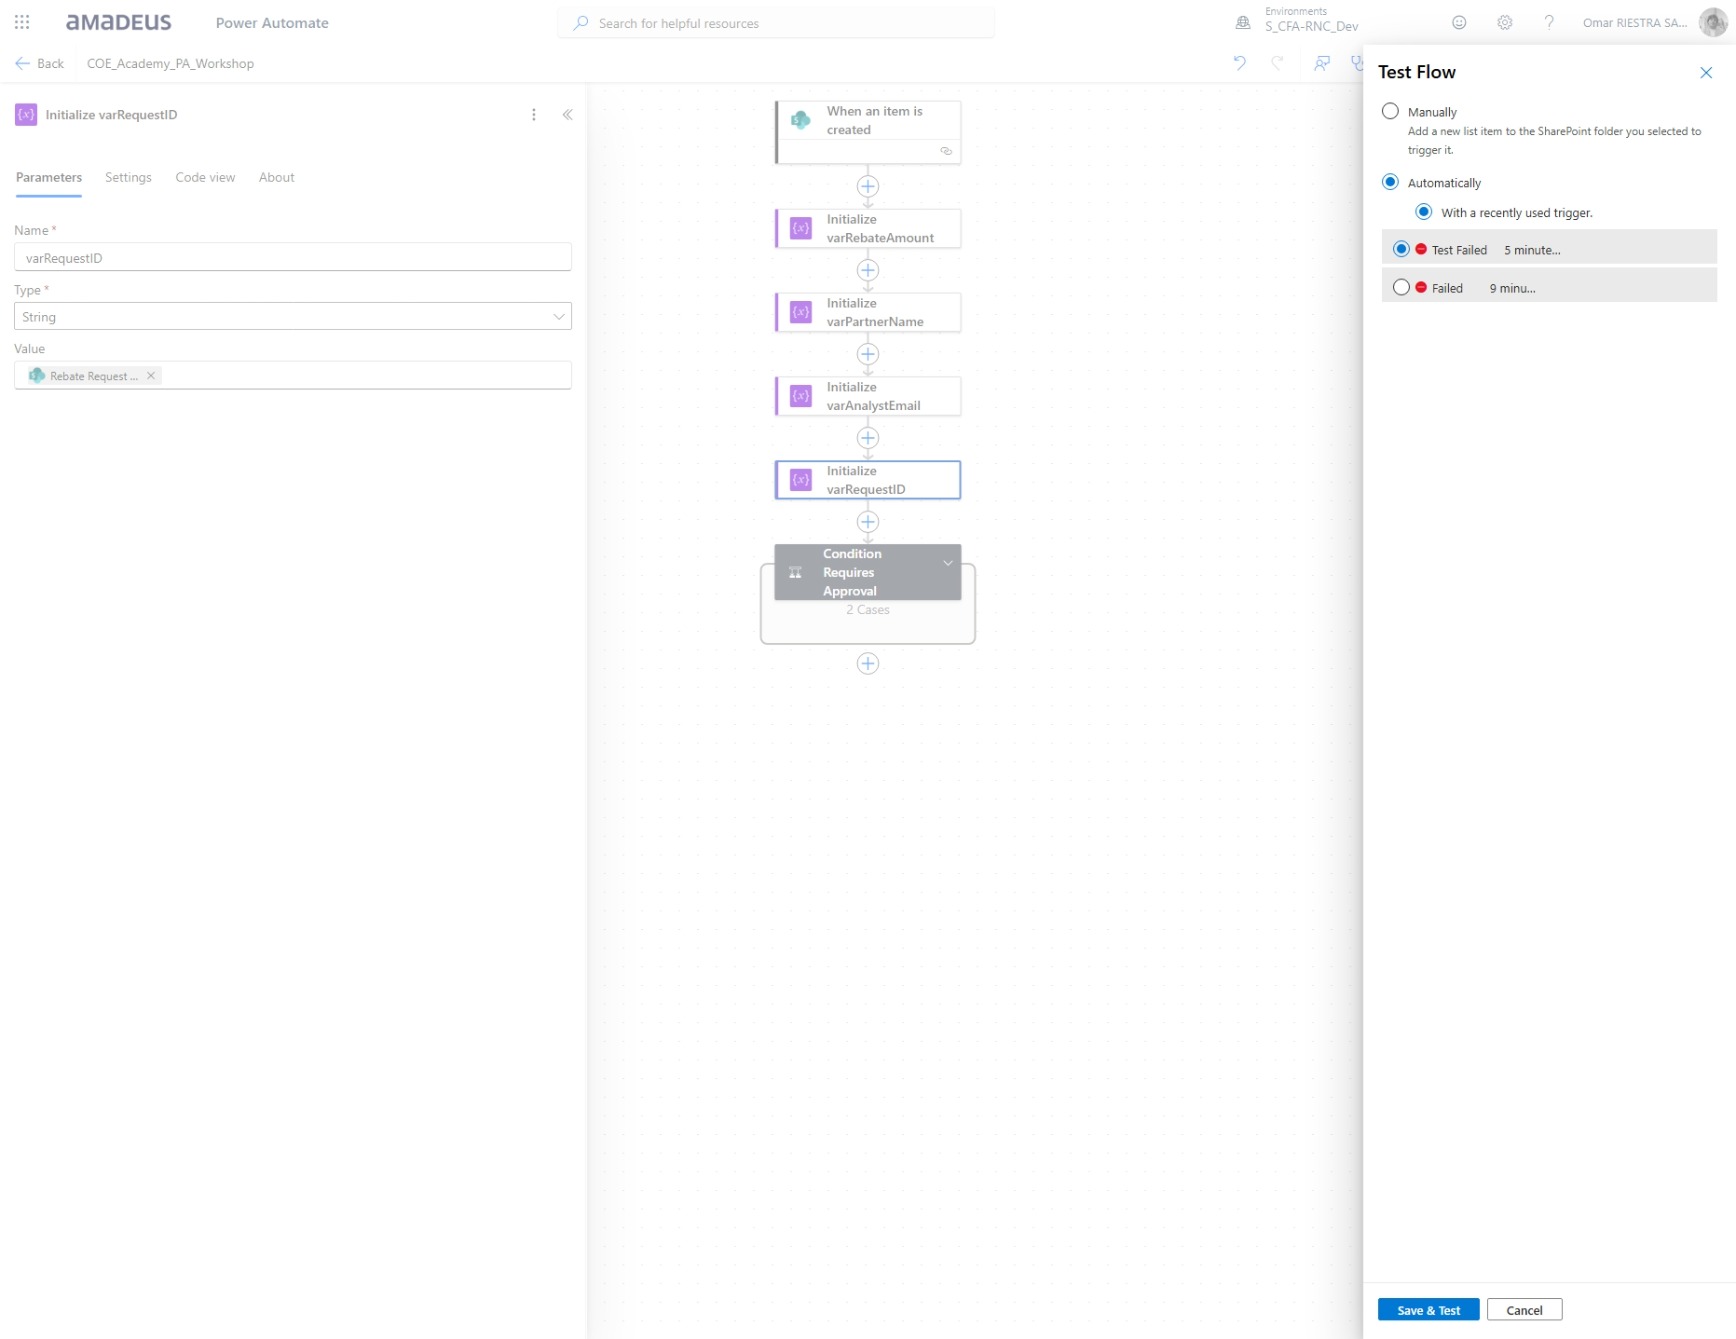 amadeus
Power Automate
Search for helpful resources
Environments
S_CFA-RNC_Dev
Omar RIESTRA SA...
Back
COE_Academy_PA_Workshop
Initialize varRequestID
Parameters
Settings
Code view
About
Name *
varRequestID
Type *
String
Value
Rebate Request ...
When an item is
created
Initialize
varRebateAmount
Initialize
varPartnerName
Initialize
varAnalystEmail
Initialize
varRequestID
Condition
Requires
Approval
2 Cases
Test Flow
Manually
Add a new list item to the SharePoint folder you selected to
trigger it.
Automatically
With a recently used trigger.
Test Failed 5 minute...
Failed 9 minu...
Save & Test
Cancel